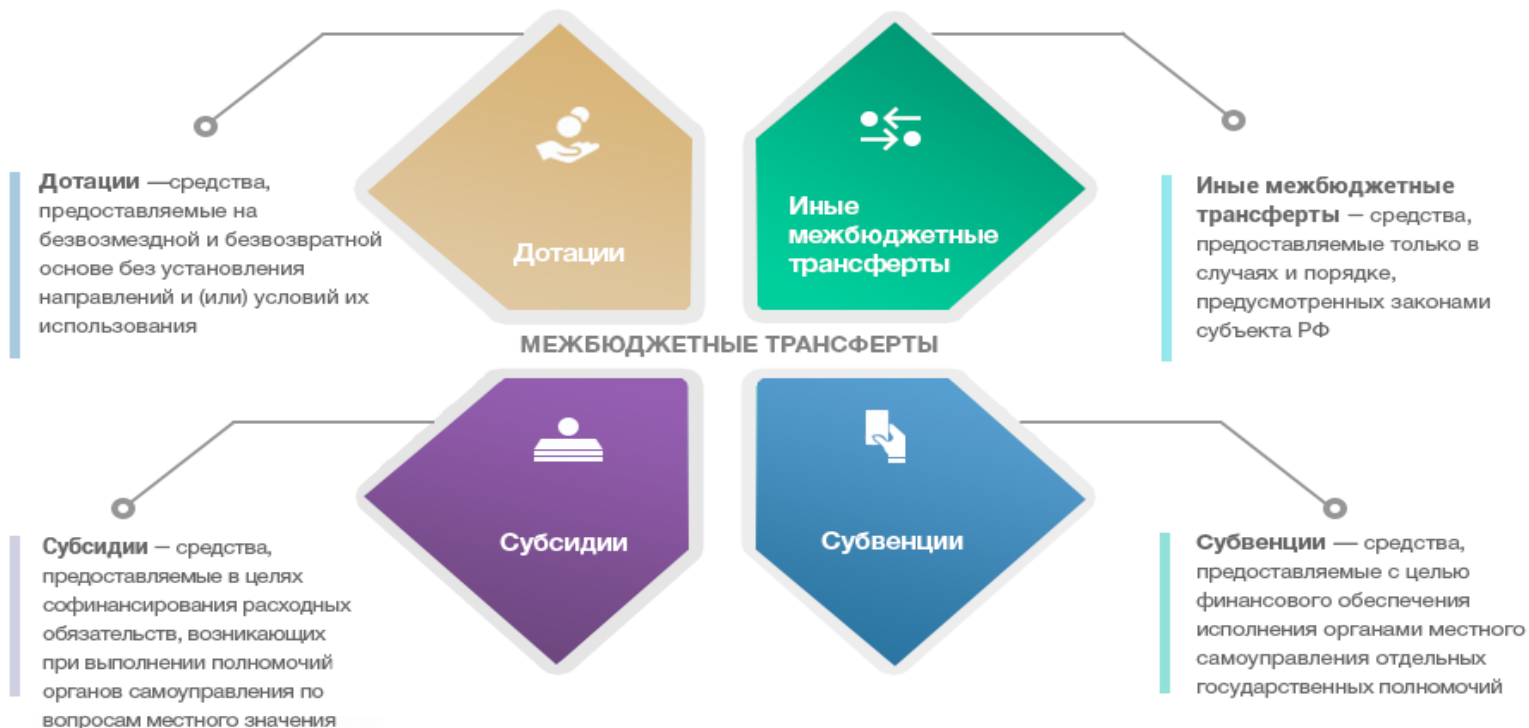 Дотации —средства,
предоставляемые на
безвозмездной и безвозвратной
основе без установления
направлений и (или) условий их
использования
Дотации
Иные
межбюджетные
трансферты
Иные межбюджетные
трансферты — средства,
предоставляемые только в
случаях и порядке,
предусмотренных законами
субъекта РФ
МЕЖБЮДЖЕТНЫЕ ТРАНСФЕРТЫ
Субсидии — средства,
предоставляемые в целях
софинансирования расходных
обязательств, возникающих
при выполнении полномочий
органов самоуправления по
вопросам местного значения
Субсидии
Субвенции
Субвенции — средства,
предоставляемые с целью
финансового обеспечения
исполнения органами местного
самоуправления отдельных
государственных полномочий